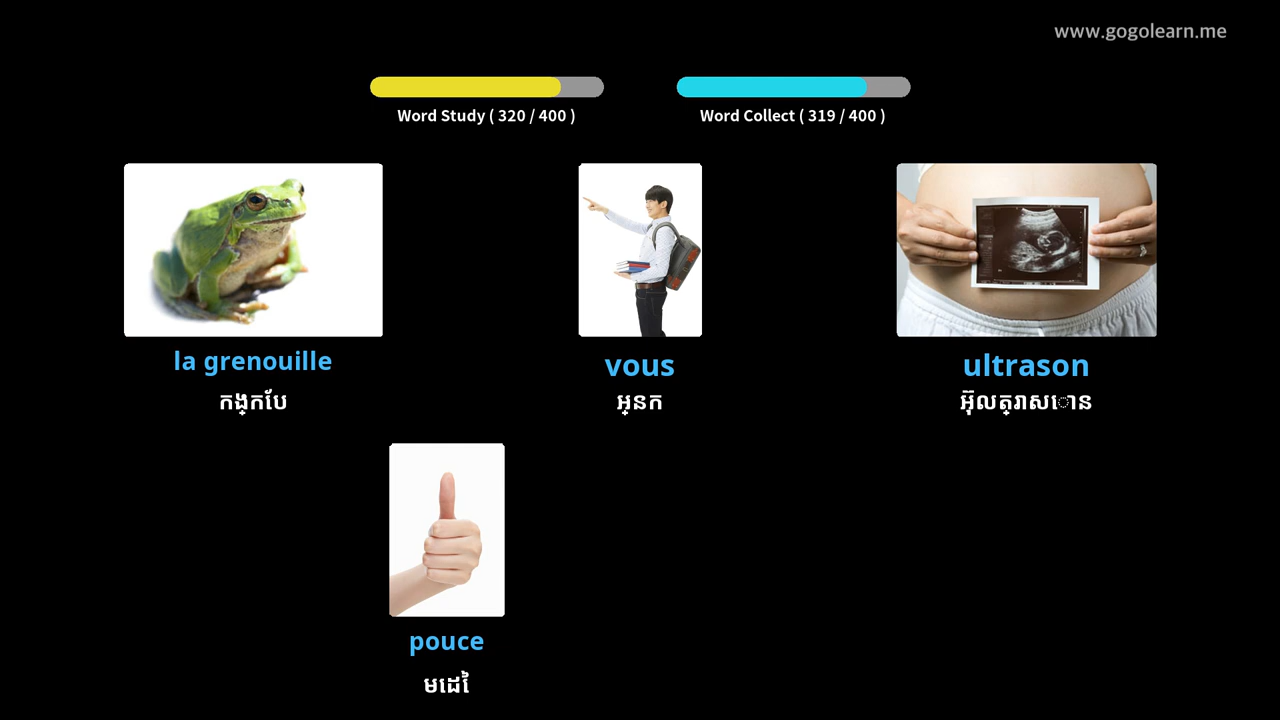 www.gogolearn.me
Word Study ( 320 / 400 )
Word Collect ( 319 / 400 )
la grenouille
vous
ultrason
កង្កែប
អ្នក
អ៊ុលត្រាសោន
pouce
មេដៃ